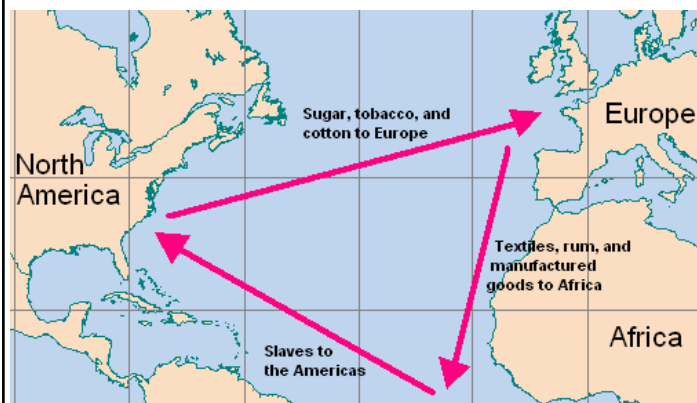 Sugar, tobacco, and
cotton to Europe
Europe
North
America
Textiles, rum, and
manufactured
goods to Africa
Africa
Slaves to
the Americas